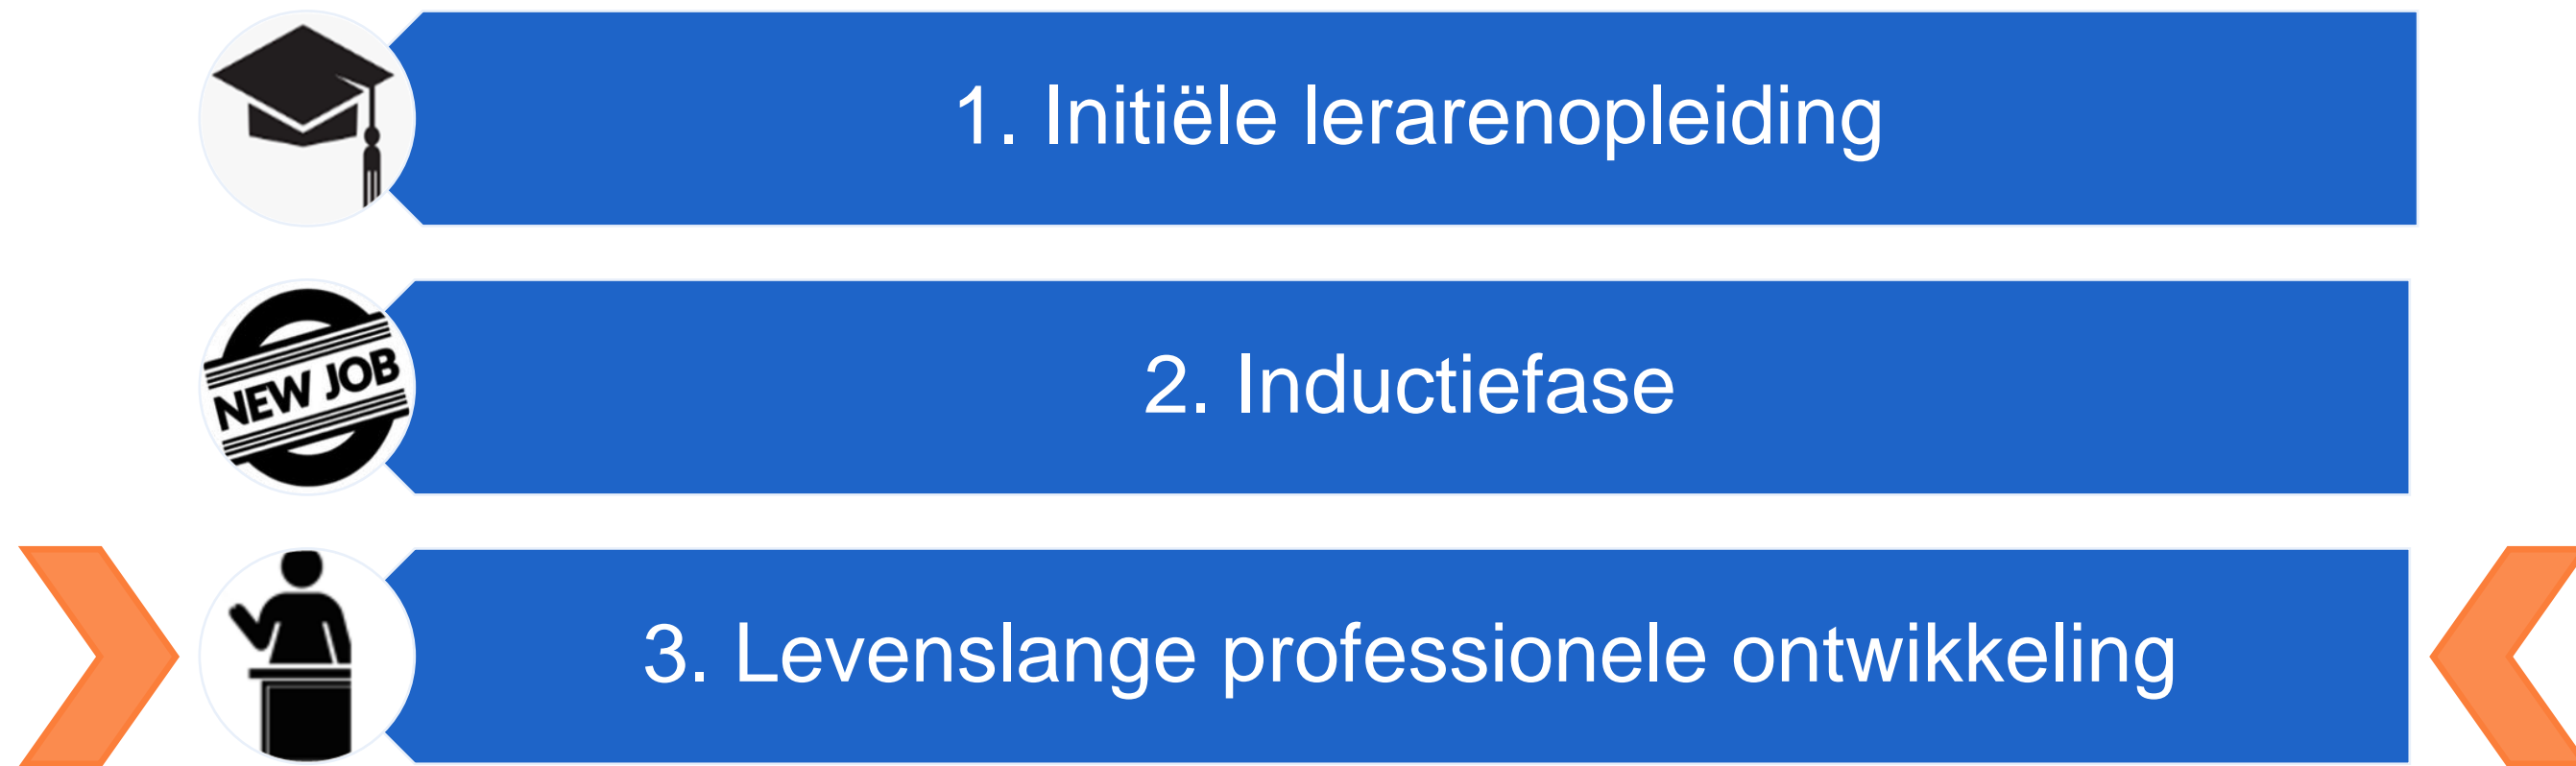 1. Initiële lerarenopleiding
NEW JOB
2. Inductiefase
3. Levenslange professionele ontwikkeling